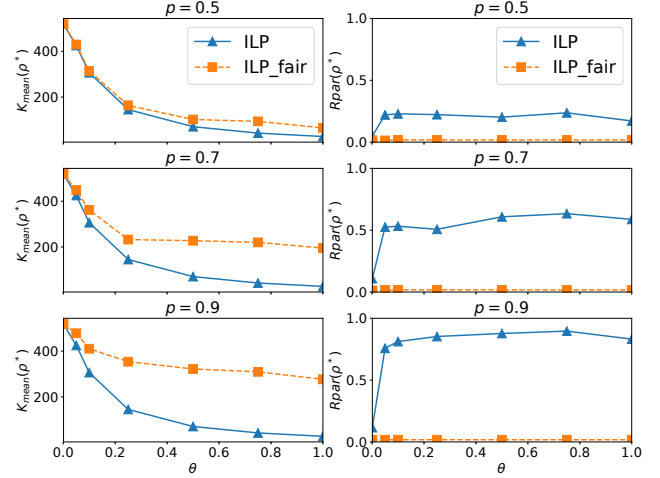 p = 0.5
K_mean(ρ*)
400
200
ILP
ILP_fair
p = 0.5
Rpar(ρ*)
1.0
0.5
0.0
ILP
ILP_fair
p = 0.7
K_mean(ρ*)
400
200
p = 0.7
Rpar(ρ*)
1.0
0.5
0.0
p = 0.9
K_mean(ρ*)
400
200
0.0 0.2 0.4 0.6 0.8 1.0
θ
p = 0.9
Rpar(ρ*)
1.0
0.5
0.0
0.0 0.2 0.4 0.6 0.8 1.0
θ